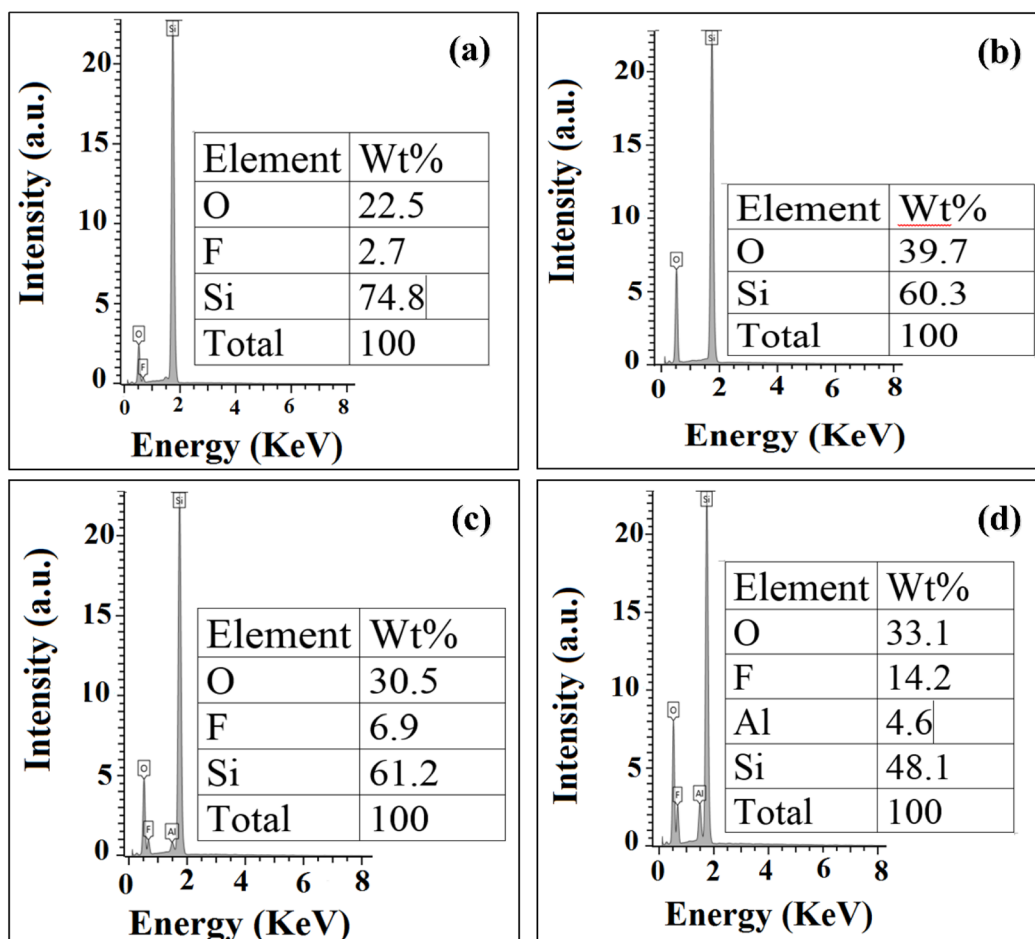 (a)
Si
O
F
Intensity (a.u.)
20
15
10
5
0
Element Wt%
O 22.5
F 2.7
Si 74.8
Total 100
0 2 4 6 8
Energy (KeV)
(b)
Si
O
Intensity (a.u.)
20
15
10
5
0
Element Wt%
O 39.7
Si 60.3
Total 100
0 2 4 6 8
Energy (KeV)
(c)
Si
O
F
Al
Intensity (a.u.)
20
15
10
5
0
Element Wt%
O 30.5
F 6.9
Si 61.2
Total 100
0 2 4 6 8
Energy (KeV)
(d)
Si
O
F
Al
Intensity (a.u.)
20
15
10
5
0
Element Wt%
O 33.1
F 14.2
Al 4.6
Si 48.1
Total 100
0 2 4 6 8
Energy (KeV)